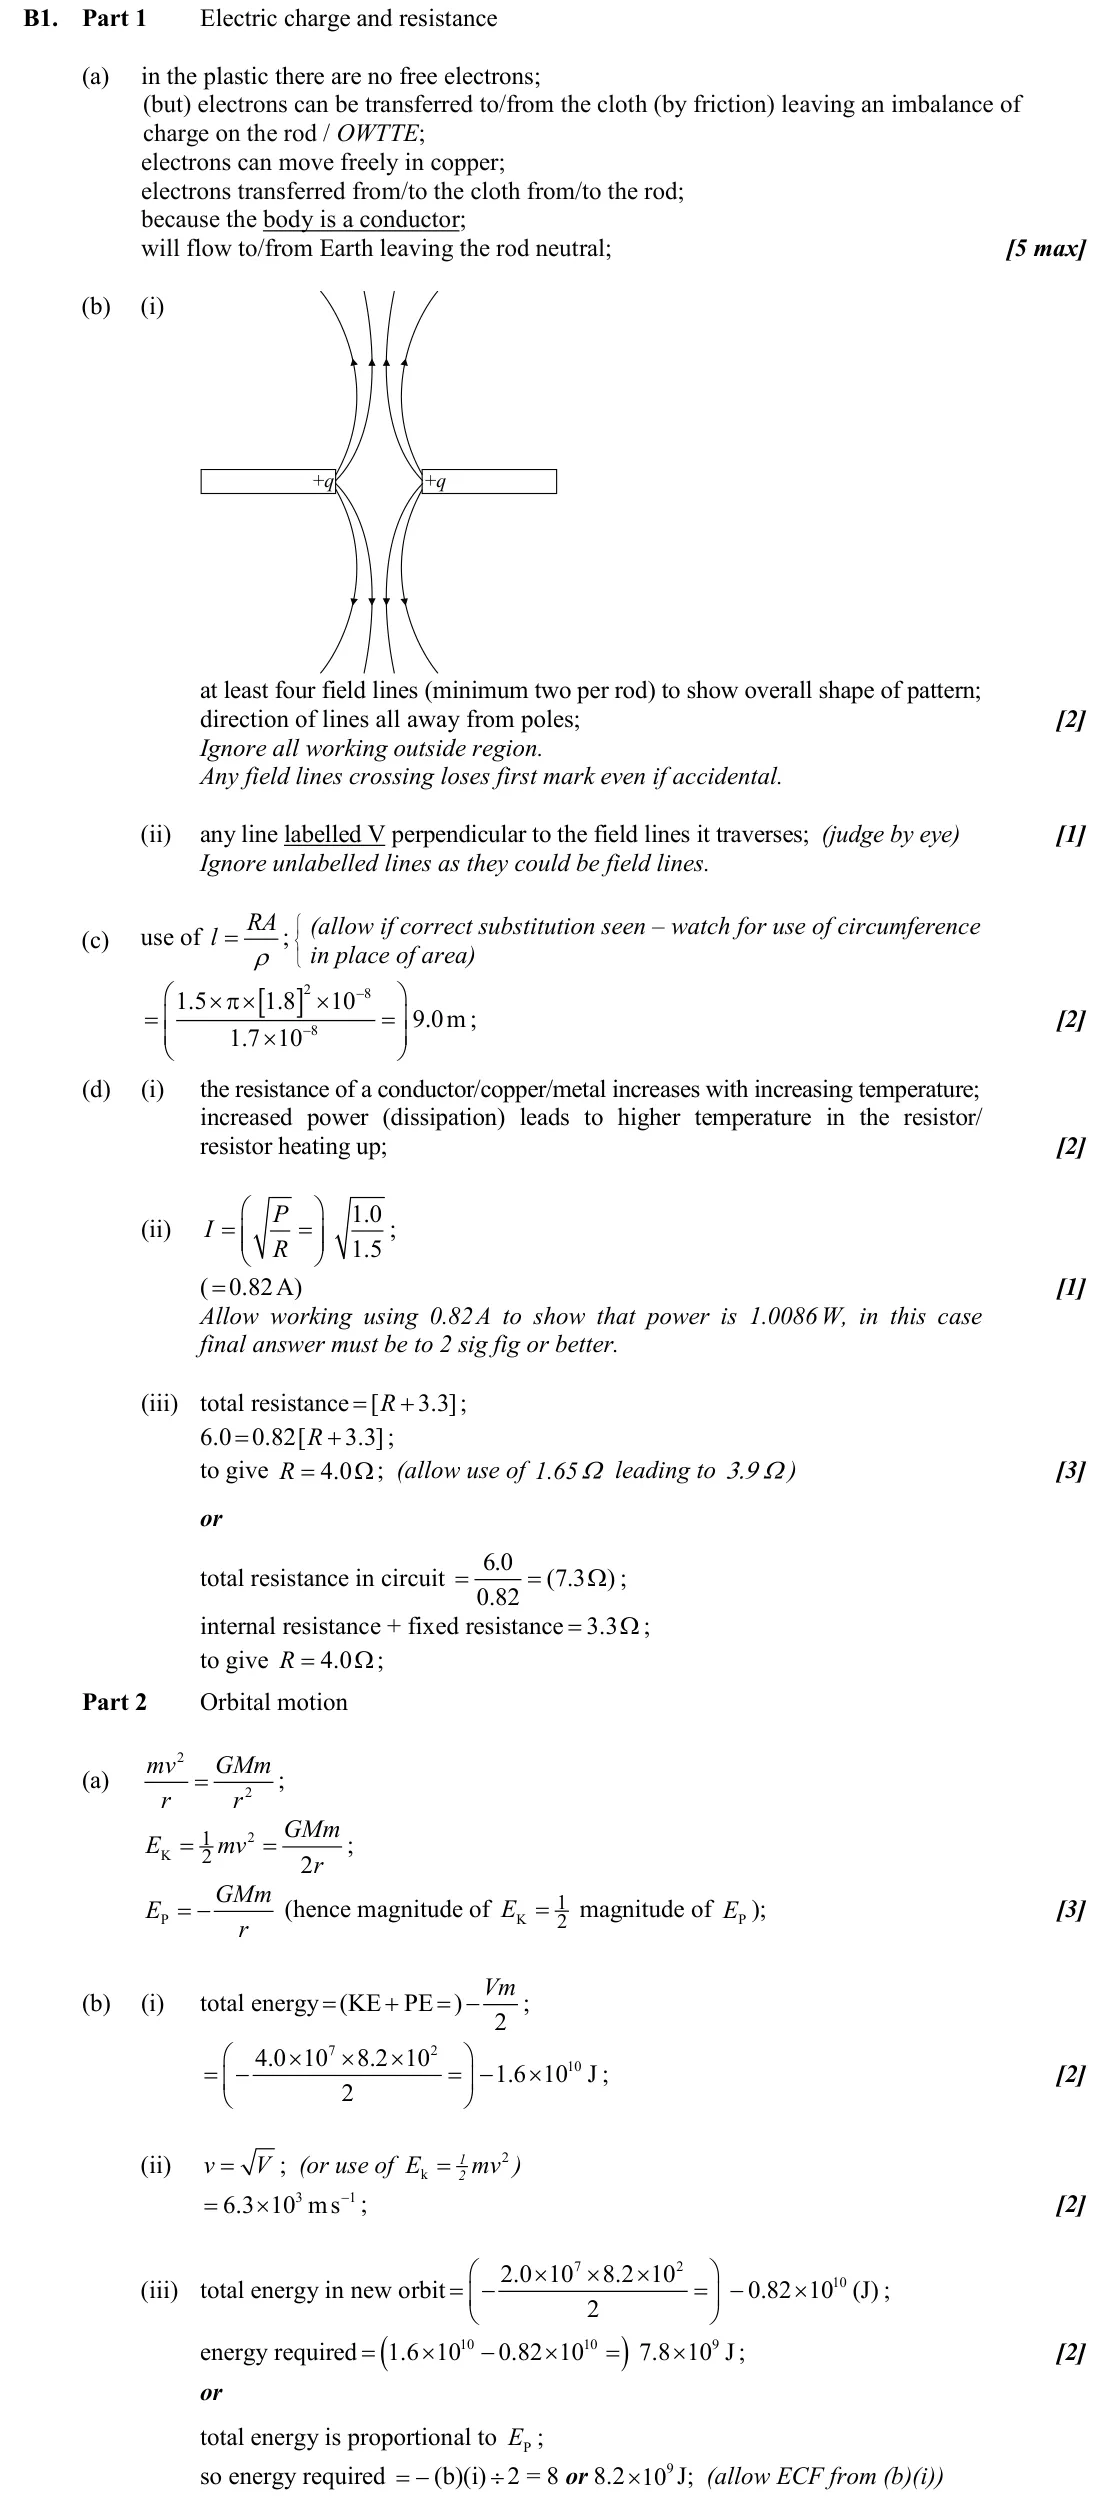 B1. Part 1 Electric charge and resistance
(a) in the plastic there are no free electrons;
(but) electrons can be transferred to/from the cloth (by friction) leaving an imbalance of
charge on the rod / OWTTE;
electrons can move freely in copper;
electrons transferred from/to the cloth from/to the rod;
because the body is a conductor;
will flow to/from Earth leaving the rod neutral; [5 max]
(b) (i)
+q +q
at least four field lines (minimum two per rod) to show overall shape of pattern;
direction of lines all away from poles; [2]
Ignore all working outside region.
Any field lines crossing loses first mark even if accidental.
(ii) any line labelled V perpendicular to the field lines it traverses; (judge by eye) [1]
Ignore unlabelled lines as they could be field lines.
(c) use of l = RA/ρ; { (allow if correct substitution seen – watch for use of circumference
in place of area)
= (1.5×π×[1.8]²×10⁻⁸ / 1.7×10⁻⁸ =) 9.0 m; [2]
(d) (i) the resistance of a conductor/copper/metal increases with increasing temperature;
increased power (dissipation) leads to higher temperature in the resistor/
resistor heating up; [2]
(ii) I = (√(P/R) =) √(1.0/1.5);
(=0.82 A) [1]
Allow working using 0.82 A to show that power is 1.0086 W, in this case
final answer must be to 2 sig fig or better.
(iii) total resistance = [R + 3.3];
6.0 = 0.82[R + 3.3];
to give R = 4.0 Ω; (allow use of 1.65 Ω leading to 3.9 Ω) [3]
or
total resistance in circuit = 6.0/0.82 = (7.3 Ω);
internal resistance + fixed resistance = 3.3 Ω;
to give R = 4.0 Ω;
Part 2 Orbital motion
(a) mv²/r = GMm/r²;
E_K = ½mv² = GMm/2r;
E_P = −GMm/r (hence magnitude of E_K = ½ magnitude of E_P); [3]
(b) (i) total energy = (KE + PE =) −Vm/2;
= (−4.0×10⁷×8.2×10²/2 =) −1.6×10¹⁰ J; [2]
(ii) v = √V; (or use of E_k = ½mv²)
= 6.3×10³ m s⁻¹; [2]
(iii) total energy in new orbit = (−2.0×10⁷×8.2×10²/2 =) −0.82×10¹⁰ (J);
energy required = (1.6×10¹⁰ − 0.82×10¹⁰ =) 7.8×10⁹ J; [2]
or
total energy is proportional to E_P;
so energy required = −(b)(i) ÷ 2 = 8 or 8.2×10⁹ J; (allow ECF from (b)(i))